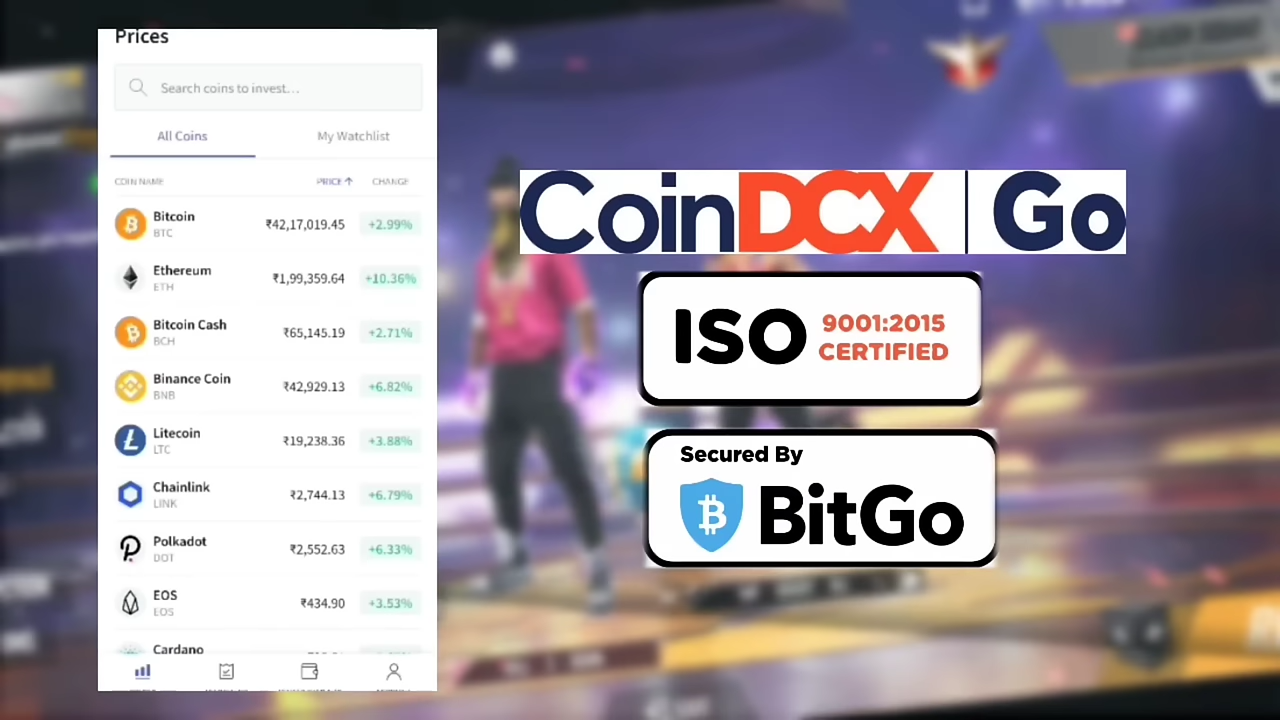 Prices
Search coins to invest...
All Coins
My Watchlist
COIN NAME
PRICE↑
CHANGE
Bitcoin
BTC
₹42,17,019.45
+2.99%
Ethereum
ETH
₹1,99,359.64
+10.36%
Bitcoin Cash
BCH
₹65,145.19
+2.71%
Binance Coin
BNB
₹42,929.13
+6.82%
Litecoin
LTC
₹19,238.36
+3.88%
Chainlink
LINK
₹2,744.13
+6.79%
Polkadot
DOT
₹2,552.63
+6.33%
EOS
EOS
₹434.90
+3.53%
Cardano
CoinDCX | Go
ISO 9001:2015
CERTIFIED
Secured By
BitGo